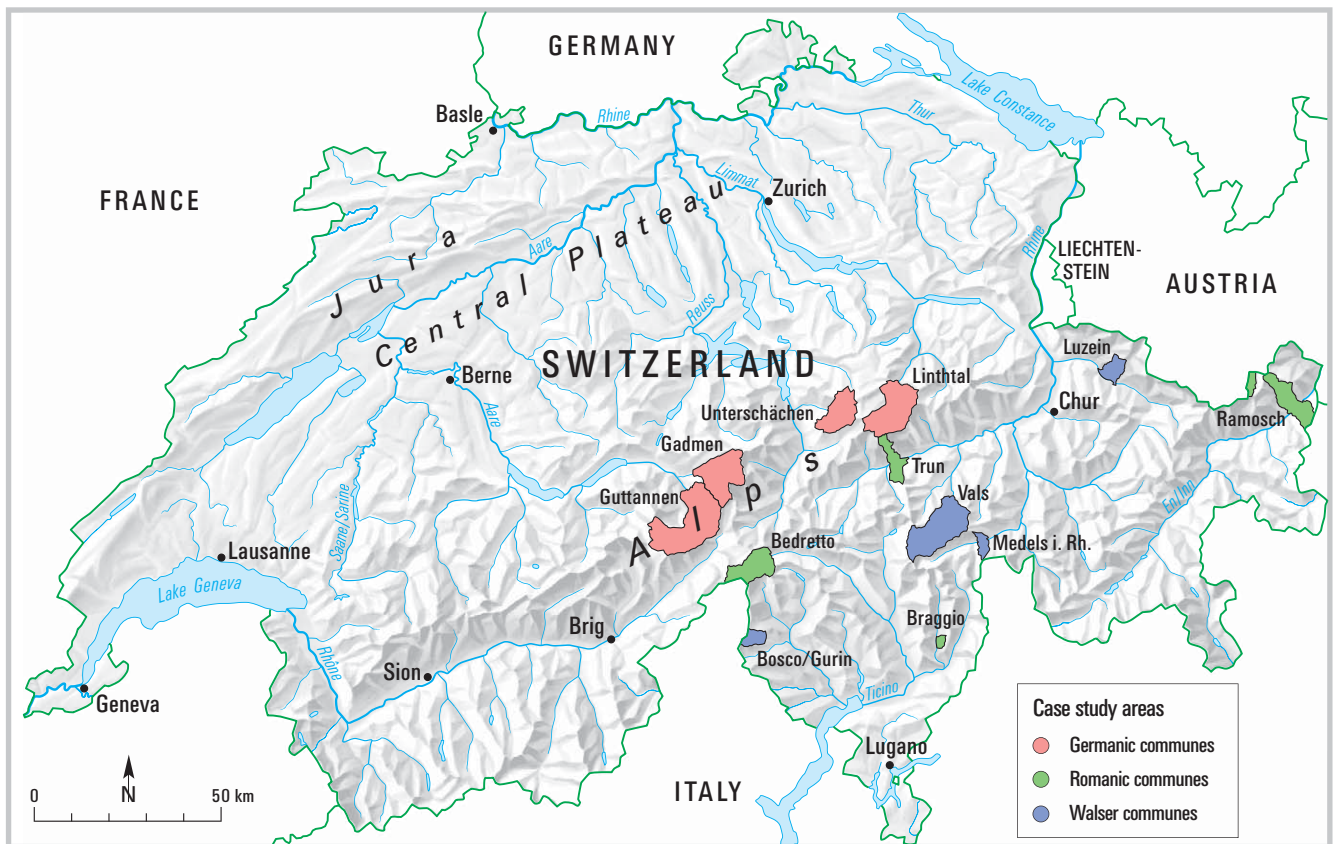 GERMANY
Lake Constance
Basle
Rhine
Thur
FRANCE
Limmat
Zurich
Jura
Aare
Central Plateau
Rhine
LIECHTEN-
STEIN
AUSTRIA
Reuss
SWITZERLAND
Berne
Aare
Luzein
Linthtal
Unterschächen
Chur
Ramosch
Gadmen
Trun
Alps
Guttannen
Vals
En/Inn
Saane/Sarine
Bedretto
Medels i. Rh.
Lausanne
Lake Geneva
Braggio
Brig
Bosco/Gurin
Rhône
Sion
Ticino
Geneva
Lugano
ITALY
0
N
50 km
Case study areas
Germanic communes
Romanic communes
Walser communes